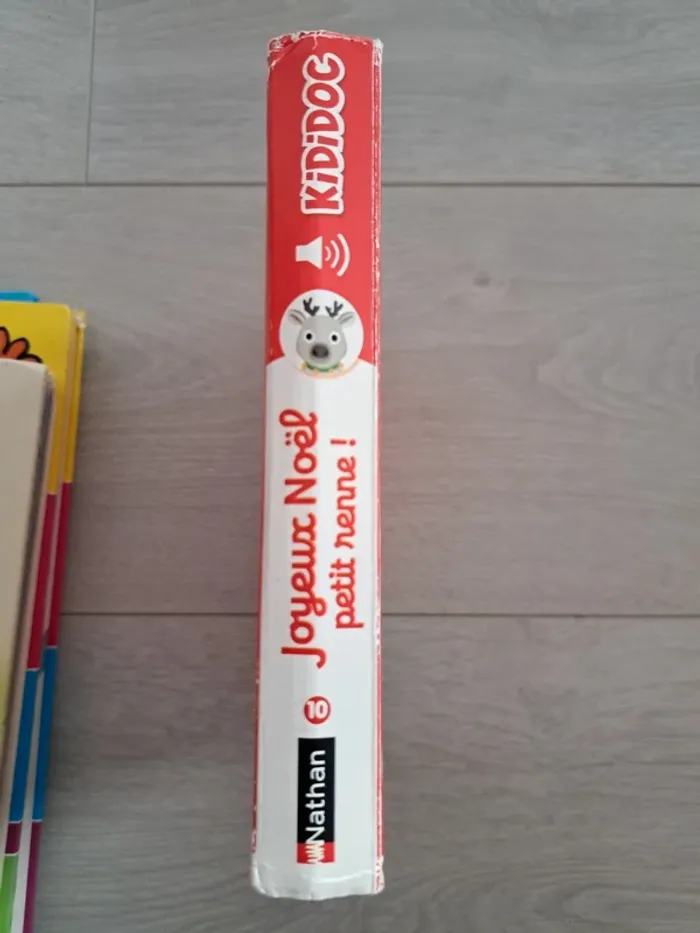 KiDiDOC
Joyeux Noël
petit renne !
10
Nathan